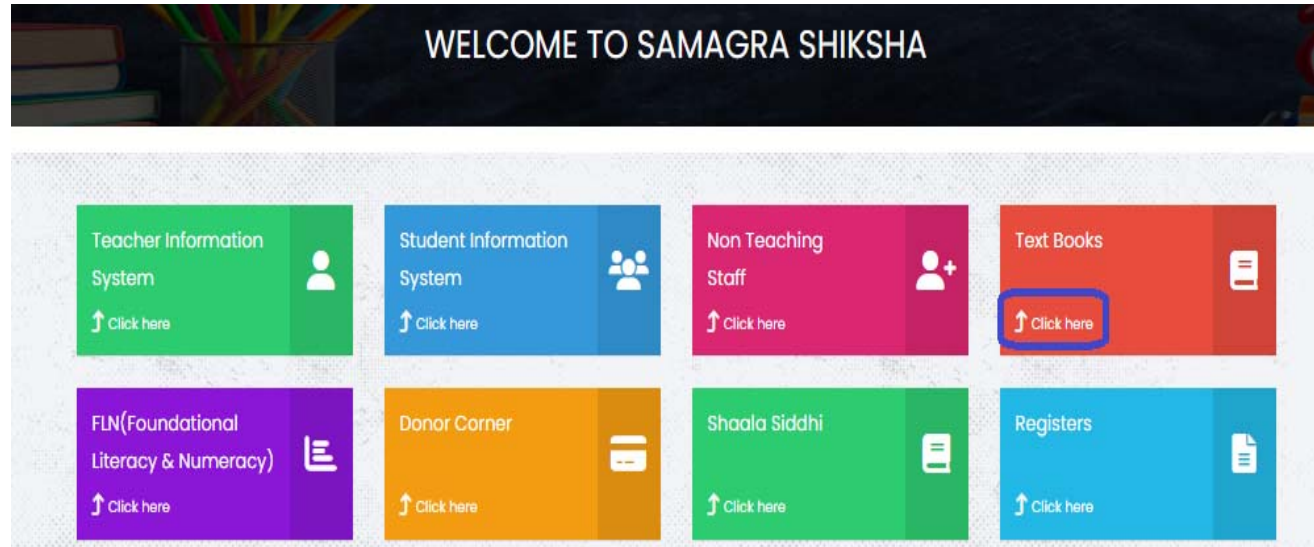 WELCOME TO SAMAGRA SHIKSHA
Teacher Information
System
Click here
Student Information
System
Click here
Non Teaching
Staff
Click here
Text Books
Click here
FLN(Foundational
Literacy & Numeracy)
Click here
Donor Corner
Click here
Shaala Siddhi
Click here
Registers
Click here